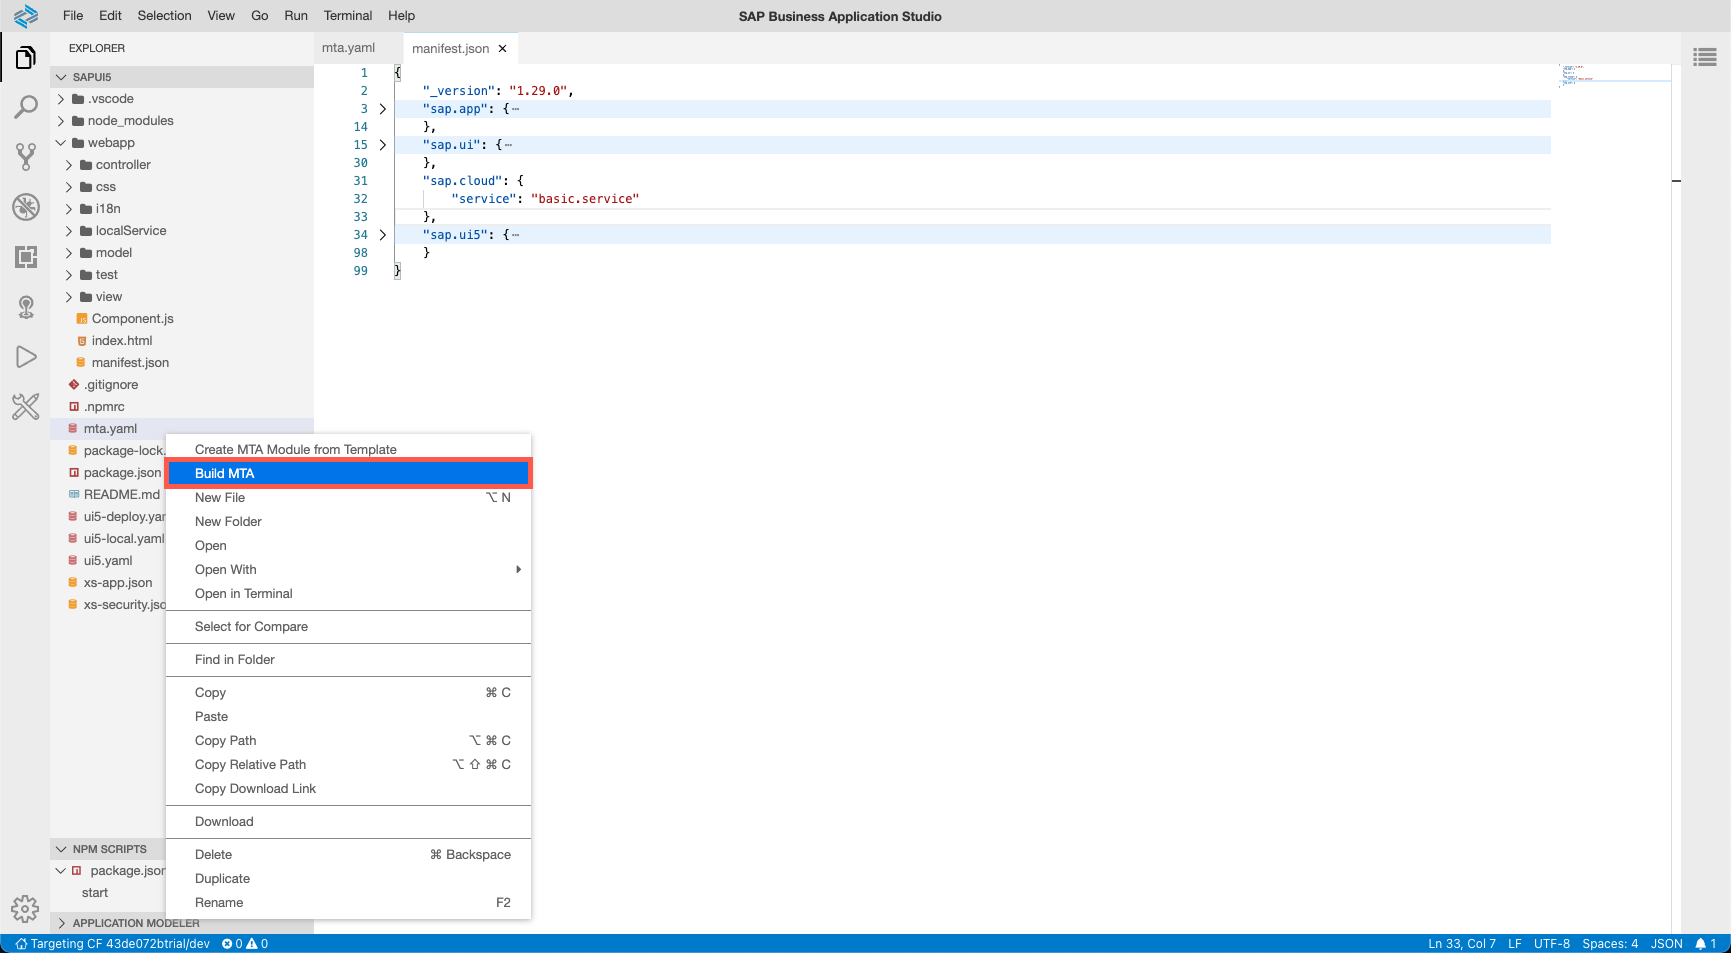 File Edit Selection View Go Run Terminal Help
SAP Business Application Studio
EXPLORER
SAPUI5
.vscode
node_modules
webapp
controller
css
i18n
localService
model
test
view
Component.js
index.html
manifest.json
.gitignore
.npmrc
mta.yaml
package-lock.
package.json
README.md
ui5-deploy.yar
ui5-local.yaml
ui5.yaml
xs-app.json
xs-security.jso
NPM SCRIPTS
package.json
start
APPLICATION MODELER
mta.yaml manifest.json
1 {
2 "_version": "1.29.0",
3 "sap.app": {…
14 },
15 "sap.ui": {…
30 },
31 "sap.cloud": {
32 "service": "basic.service"
33 },
34 "sap.ui5": {…
98 }
99 }
Create MTA Module from Template
Build MTA
New File ⌥ N
New Folder
Open
Open With
Open in Terminal
Select for Compare
Find in Folder
Copy ⌘ C
Paste
Copy Path ⌥ ⌘ C
Copy Relative Path ⌥ ⇧ ⌘ C
Copy Download Link
Download
Delete ⌘ Backspace
Duplicate
Rename F2
Targeting CF 43de072btrial/dev 0 0
Ln 33, Col 7 LF UTF-8 Spaces: 4 JSON 1